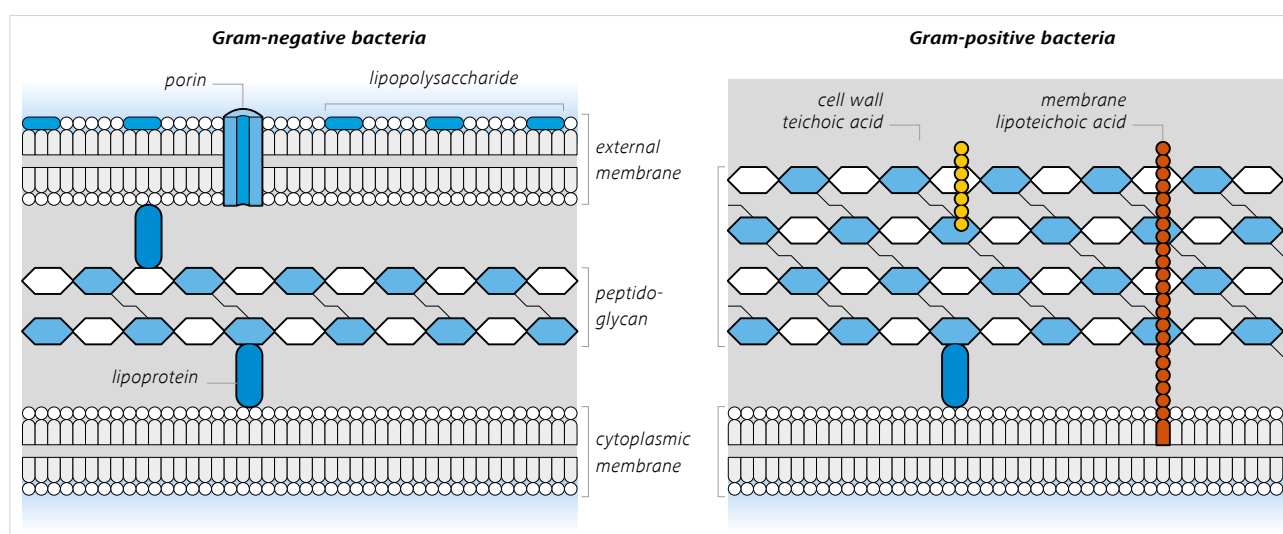 Gram-negative bacteria
porin
lipopolysaccharide
external
membrane
peptido-
glycan
lipoprotein
cytoplasmic
membrane
Gram-positive bacteria
cell wall
teichoic acid
membrane
lipoteichoic acid